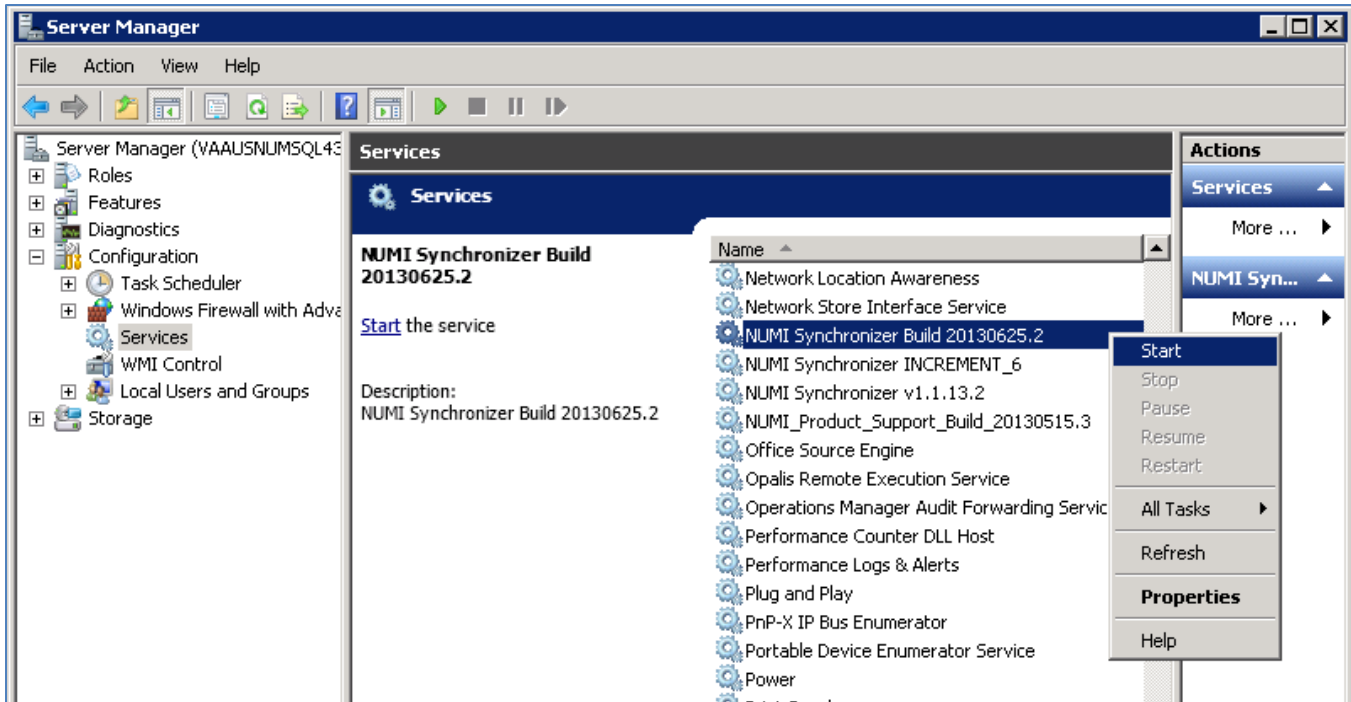 Server Manager
File Action View Help
Server Manager (VAAUSNUMSQL43
Roles
Features
Diagnostics
Configuration
Task Scheduler
Windows Firewall with Adva
Services
WMI Control
Local Users and Groups
Storage
Services
Services
NUMI Synchronizer Build
20130625.2
Start the service
Description:
NUMI Synchronizer Build 20130625.2
Name
Network Location Awareness
Network Store Interface Service
NUMI Synchronizer Build 20130625.2
NUMI Synchronizer INCREMENT_6
NUMI Synchronizer v1.1.13.2
NUMI_Product_Support_Build_20130515.3
Office Source Engine
Opalis Remote Execution Service
Operations Manager Audit Forwarding Servic
Performance Counter DLL Host
Performance Logs & Alerts
Plug and Play
PnP-X IP Bus Enumerator
Portable Device Enumerator Service
Power
Start
Stop
Pause
Resume
Restart
All Tasks
Refresh
Properties
Help
Actions
Services
More ...
NUMI Syn...
More ...